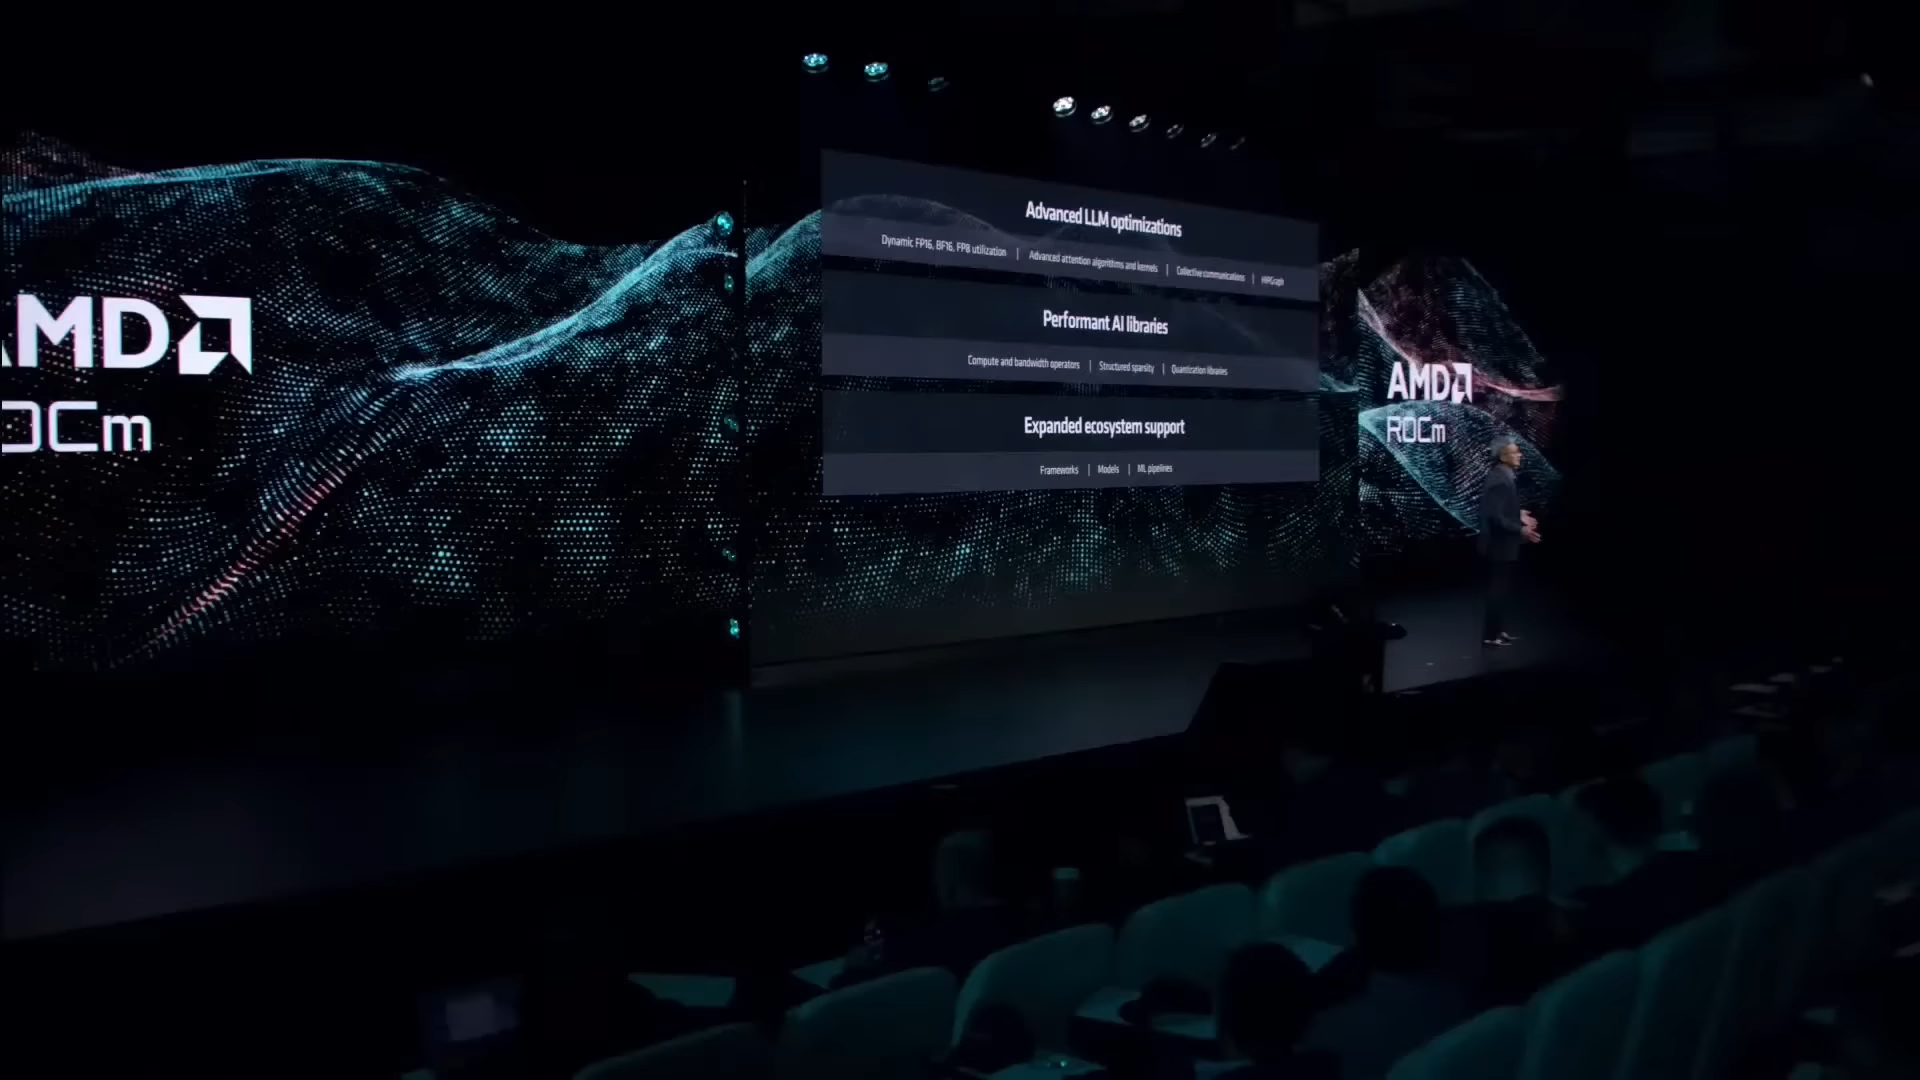 AMD
ROCm
Advanced LLM optimizations
Dynamic FP16, BF16, FP8 utilization | Advanced attention algorithms and kernels | Collective communications | HIPGraph
Performant AI libraries
Compute and bandwidth operators | Structured sparsity | Quantization libraries
Expanded ecosystem support
Frameworks | Models | ML pipelines
AMD
ROCm